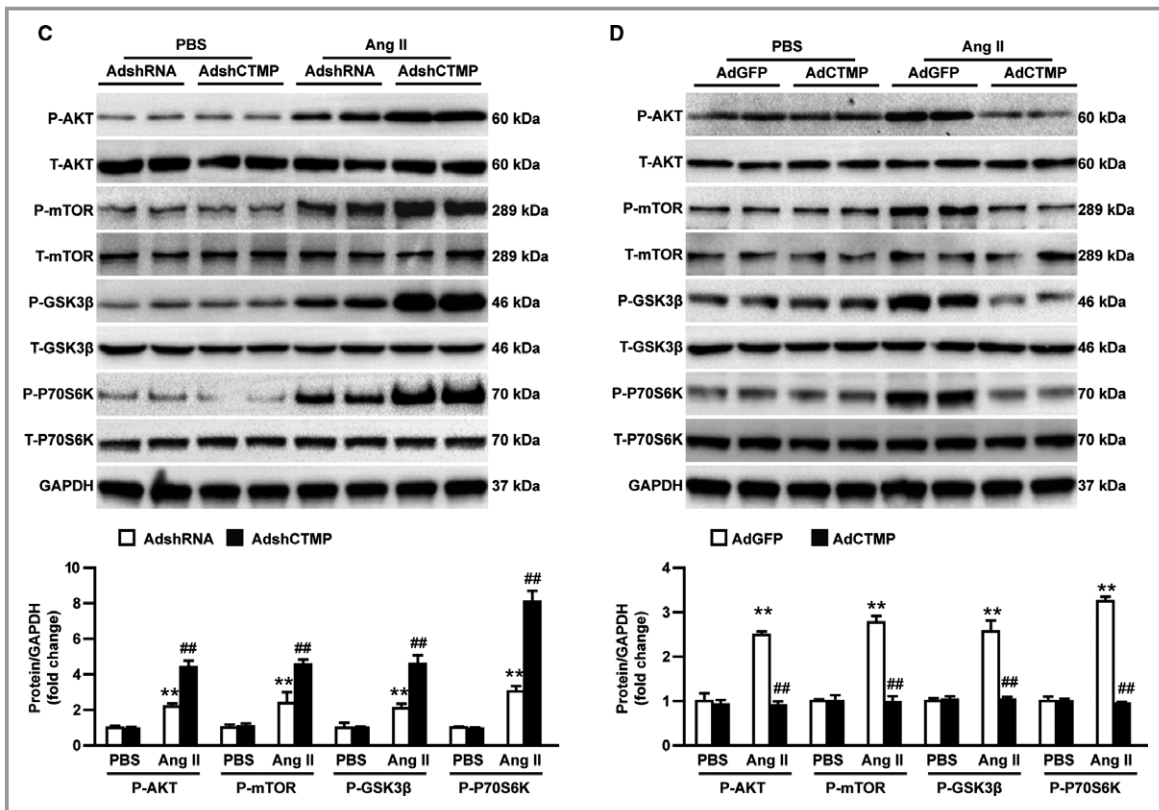 C
PBS Ang II
AdshRNA AdshCTMP AdshRNA AdshCTMP
P-AKT 60 kDa
T-AKT 60 kDa
P-mTOR 289 kDa
T-mTOR 289 kDa
P-GSK3β 46 kDa
T-GSK3β 46 kDa
P-P70S6K 70 kDa
T-P70S6K 70 kDa
GAPDH 37 kDa
AdshRNA AdshCTMP
Protein/GAPDH
(fold change)
10
8
6
4
2
0
** ## ** ## ** ## ** ##
PBS Ang II PBS Ang II PBS Ang II PBS Ang II
P-AKT P-mTOR P-GSK3β P-P70S6K
D
PBS Ang II
AdGFP AdCTMP AdGFP AdCTMP
P-AKT 60 kDa
T-AKT 60 kDa
P-mTOR 289 kDa
T-mTOR 289 kDa
P-GSK3β 46 kDa
T-GSK3β 46 kDa
P-P70S6K 70 kDa
T-P70S6K 70 kDa
GAPDH 37 kDa
AdGFP AdCTMP
Protein/GAPDH
(fold change)
4
3
2
1
0
** ## ** ## ** ## ** ##
PBS Ang II PBS Ang II PBS Ang II PBS Ang II
P-AKT P-mTOR P-GSK3β P-P70S6K